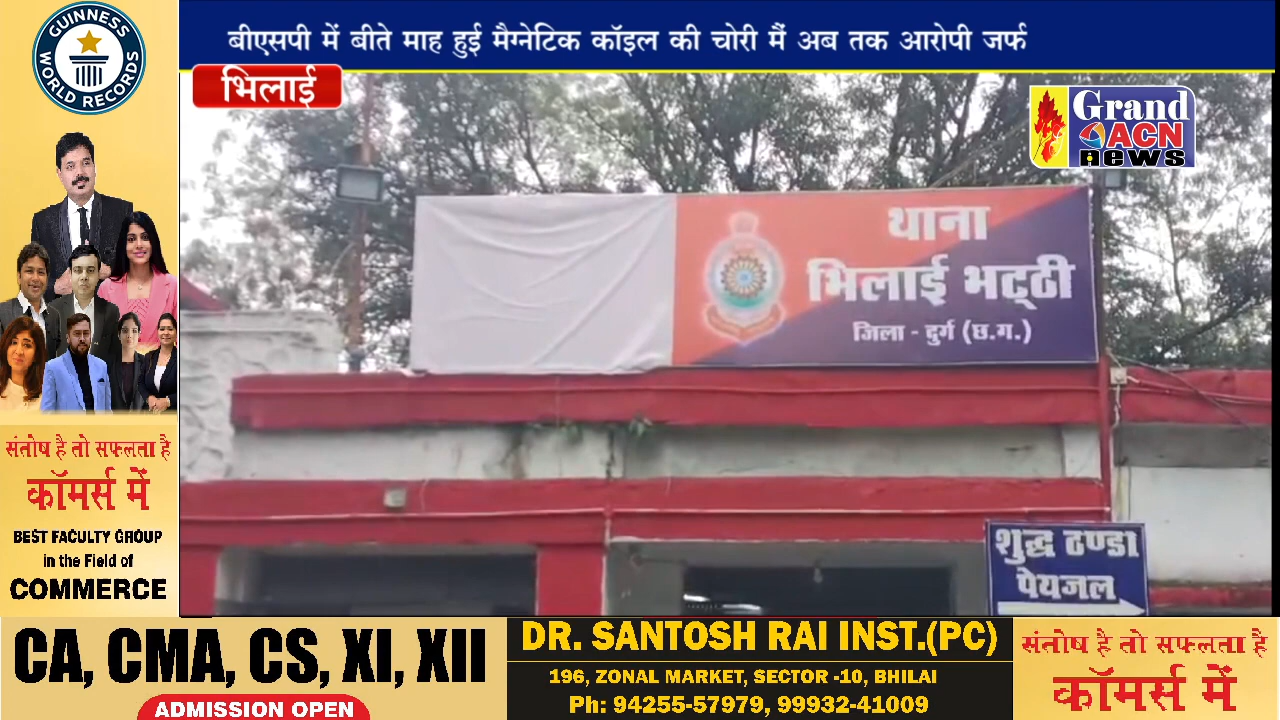 GUINNESS
WORLD RECORDS
बीएसपी में बीते माह हुई मैग्नेटिक कॉइल की चोरी मैं अब तक आरोपी जर्फ
भिलाई
Grand
ACN
news
थाना
भिलाई भट्ठी
जिला - दुर्ग (छ.ग.)
शुद्ध ठण्डा
पेयजल
संतोष है तो सफलता है
कॉमर्स में
BEST FACULTY GROUP
in the Field of
COMMERCE
CA, CMA, CS, XI, XII
ADMISSION OPEN
DR. SANTOSH RAI INST.(PC)
196, ZONAL MARKET, SECTOR -10, BHILAI
Ph: 94255-57979, 99932-41009
संतोष है तो सफलता है
कॉमर्स में